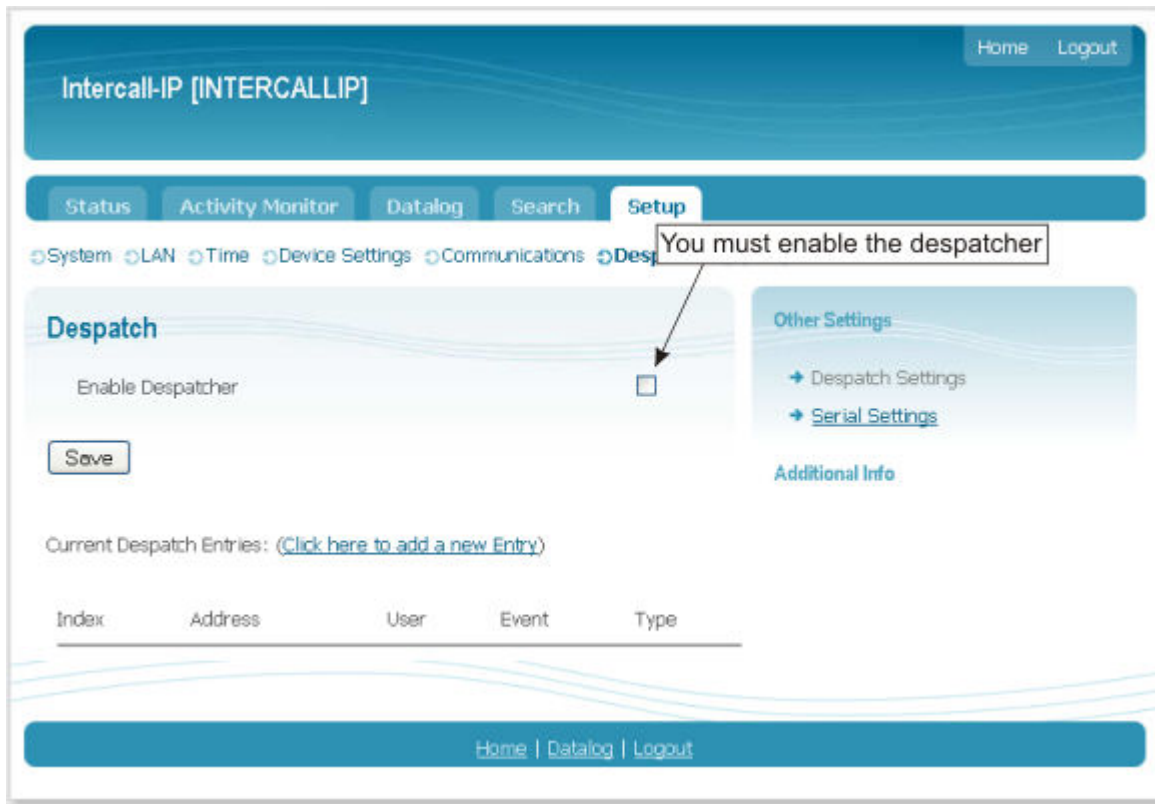 Home Logout
Intercall-IP [INTERCALLIP]
Status Activity Monitor Datalog Search Setup
You must enable the despatcher
System LAN Time Device Settings Communications
Despatch
Enable Despatcher
Save
Other Settings
Despatch Settings
Serial Settings
Additional Info
Current Despatch Entries: (Click here to add a new Entry)
Index Address User Event Type
Home | Datalog | Logout